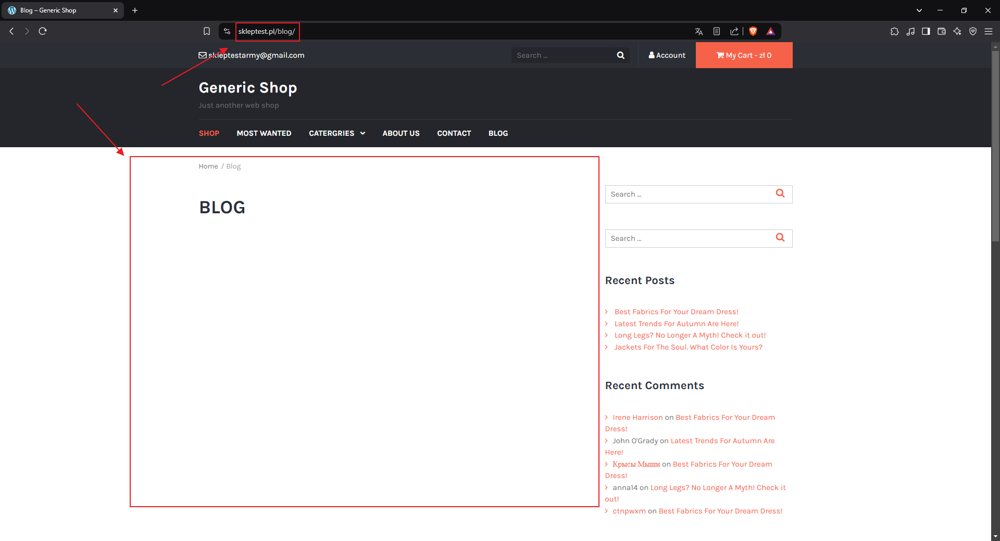 Blog – Generic Shop
skleptest.pl/blog/
skleptestarmy@gmail.com
Search ...
Account
My Cart - zł 0
Generic Shop
Just another web shop
SHOP
MOST WANTED
CATERGRIES
ABOUT US
CONTACT
BLOG
Home / Blog
BLOG
Search ...
Search ...
Recent Posts
Best Fabrics For Your Dream Dress!
Latest Trends For Autumn Are Here!
Long Legs? No Longer A Myth! Check it out!
Jackets For The Soul. What Color Is Yours?
Recent Comments
Irene Harrison on Best Fabrics For Your Dream
Dress!
John O'Grady on Latest Trends For Autumn Are
Here!
Крысы Мыши on Best Fabrics For Your Dream
Dress!
anna14 on Long Legs? No Longer A Myth! Check it
out!
ctnpwxm on Best Fabrics For Your Dream Dress!